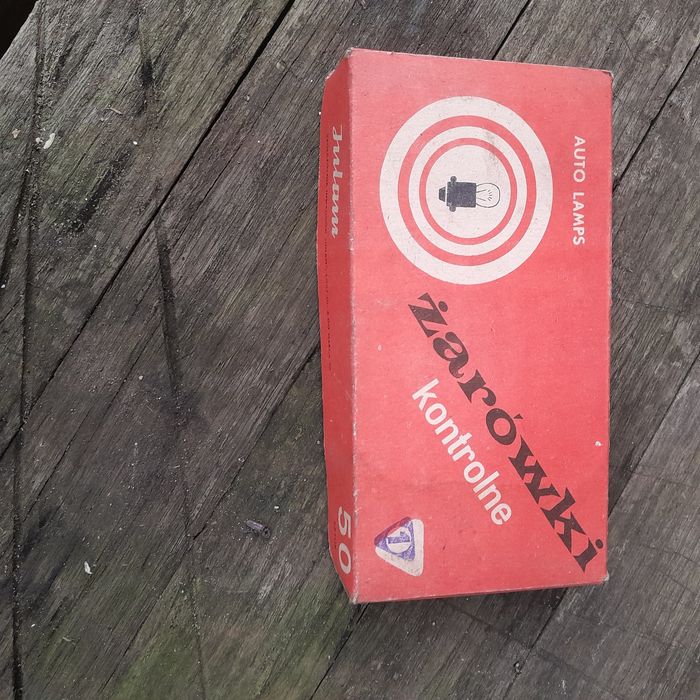 AUTO LAMPS
żarówki
kontrolne
50